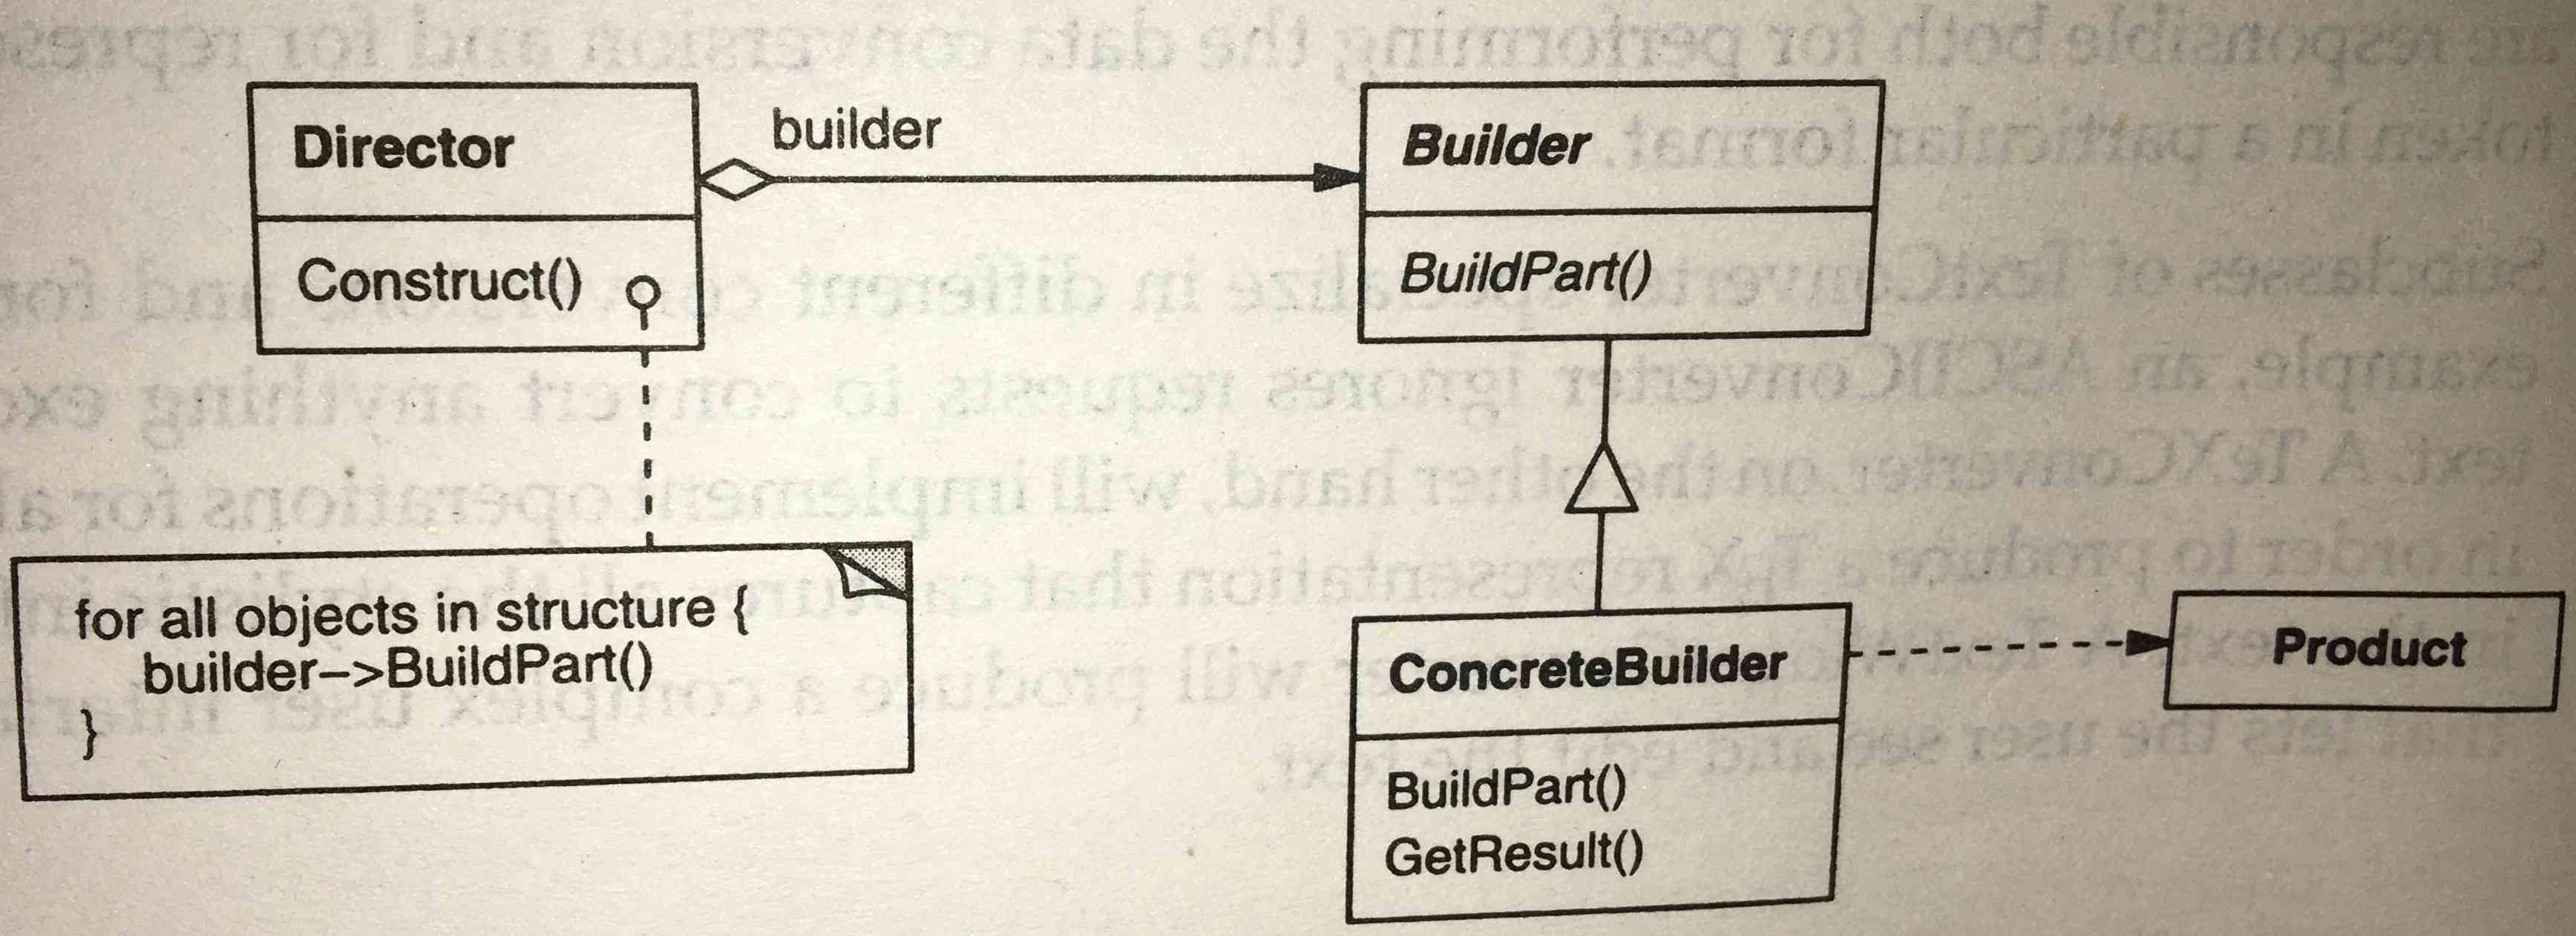 Director
Construct()
builder
Builder
BuildPart()
for all objects in structure {
builder–>BuildPart()
}
ConcreteBuilder
BuildPart()
GetResult()
Product